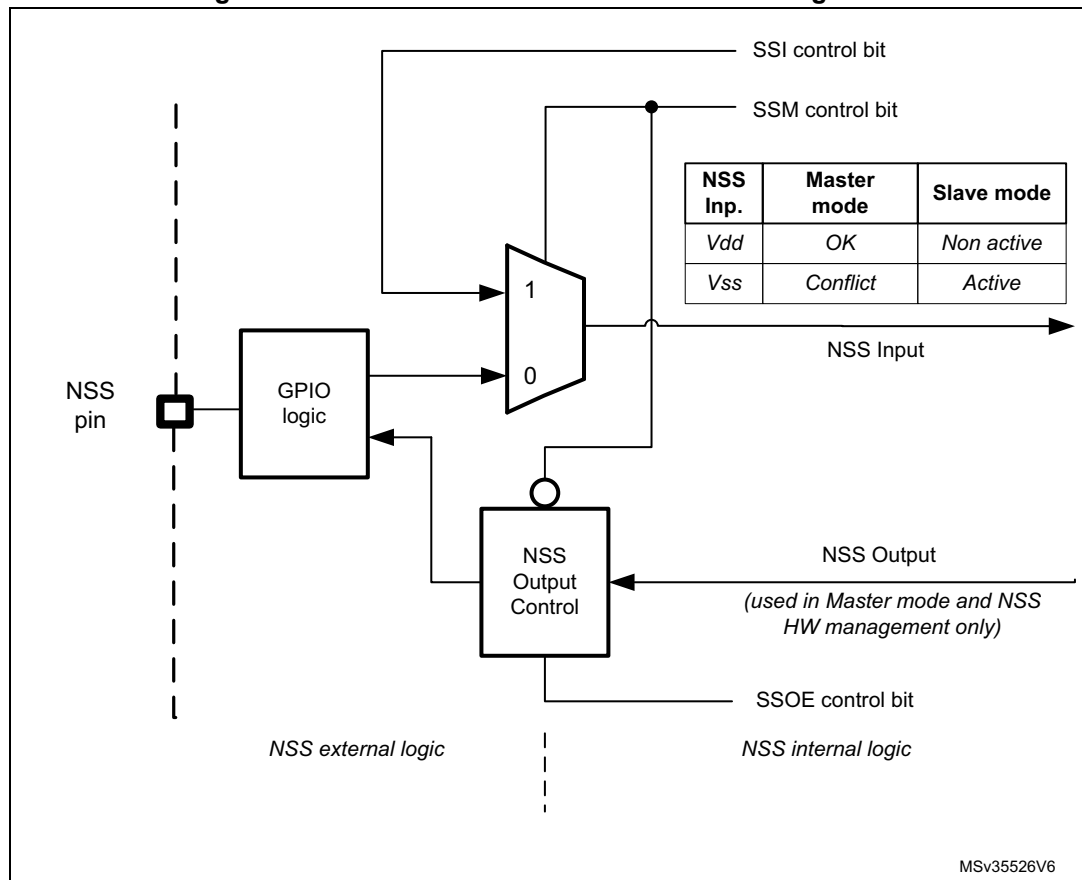 SSI control bit
SSM control bit
NSS Inp. Master mode Slave mode
Vdd OK Non active
Vss Conflict Active
1
NSS Input
0
GPIO
logic
NSS
pin
NSS
Output
Control
NSS Output
(used in Master mode and NSS
HW management only)
SSOE control bit
NSS external logic
NSS internal logic
MSv35526V6